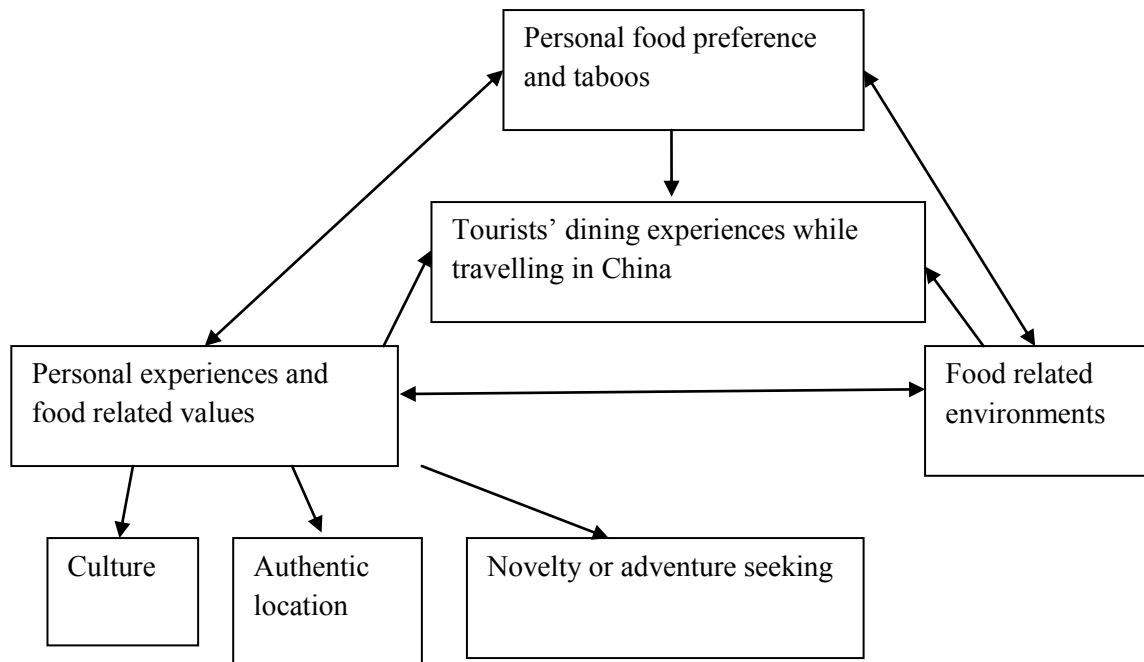 Personal food preference
and taboos
Tourists’ dining experiences while
travelling in China
Personal experiences and
food related values
Food related
environments
Culture
Authentic
location
Novelty or adventure seeking